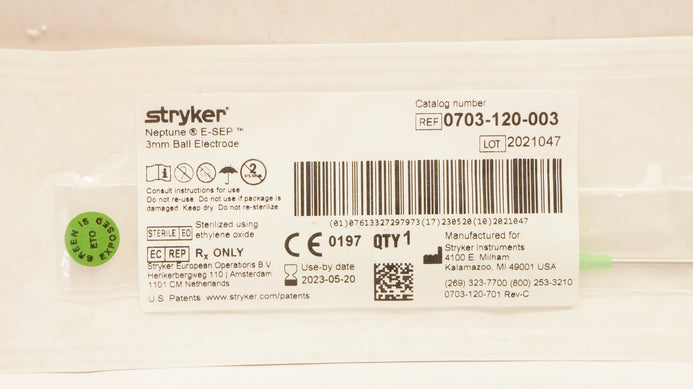 stryker®
Neptune ® E-SEP ™
3mm Ball Electrode
Catalog number
REF 0703-120-003
LOT 2021047
Consult instructions for use
Do not re-use. Do not use if package is
damaged. Keep dry. Do not re-sterilize.
(01)07613327297973(17)230520(10)2021047
STERILE EO Sterilized using
ethylene oxide
EC REP Rx ONLY
Stryker European Operations B.V.
Herikerbergweg 110 | Amsterdam
1101 CM Netherlands
U.S. Patents: www.stryker.com/patents
CE 0197 QTY 1
Use-by date
2023-05-20
Manufactured for:
Stryker Instruments
4100 E. Milham
Kalamazoo, MI 49001 USA
(269) 323-7700 (800) 253-3210
0703-120-701 Rev-C
GREEN IS
ETO
EXPOSED